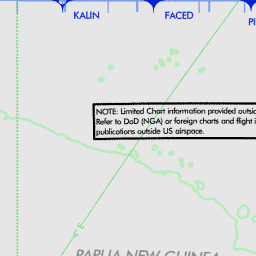 KALIN FACED
NOTE: Limited Chart information provided
Refer to DoD (NGA) or foreign charts and flight
publications outside US airspace.
4° E
PAPUA NEW GUINEA